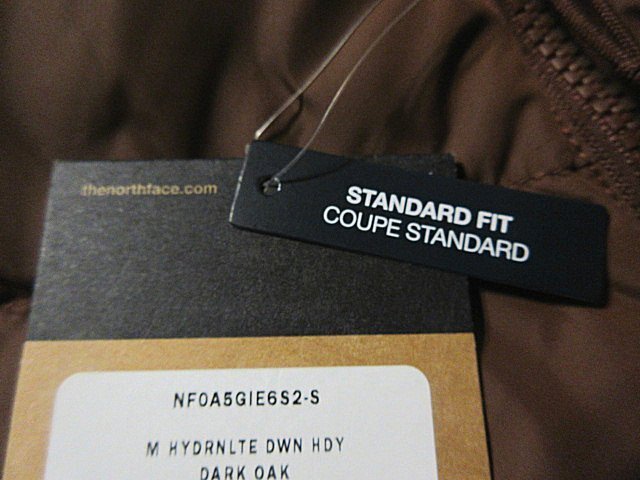 thenorthface.com
STANDARD FIT
COUPE STANDARD
NF0A5GIE6S2-S
M HYDRNLTE DWN HDY
DARK OAK